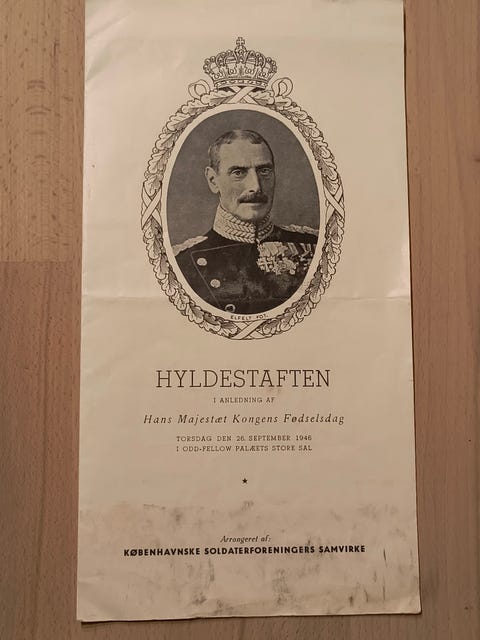 ELFELT FOT.
HYLDESTAFTEN
I ANLEDNING AF
Hans Majestæt Kongens Fødselsdag
TORSDAG DEN 26. SEPTEMBER 1946
I ODD-FELLOW PALÆETS STORE SAL
Arrangeret af:
KØBENHAVNSKE SOLDATERFORENINGERS SAMVIRKE